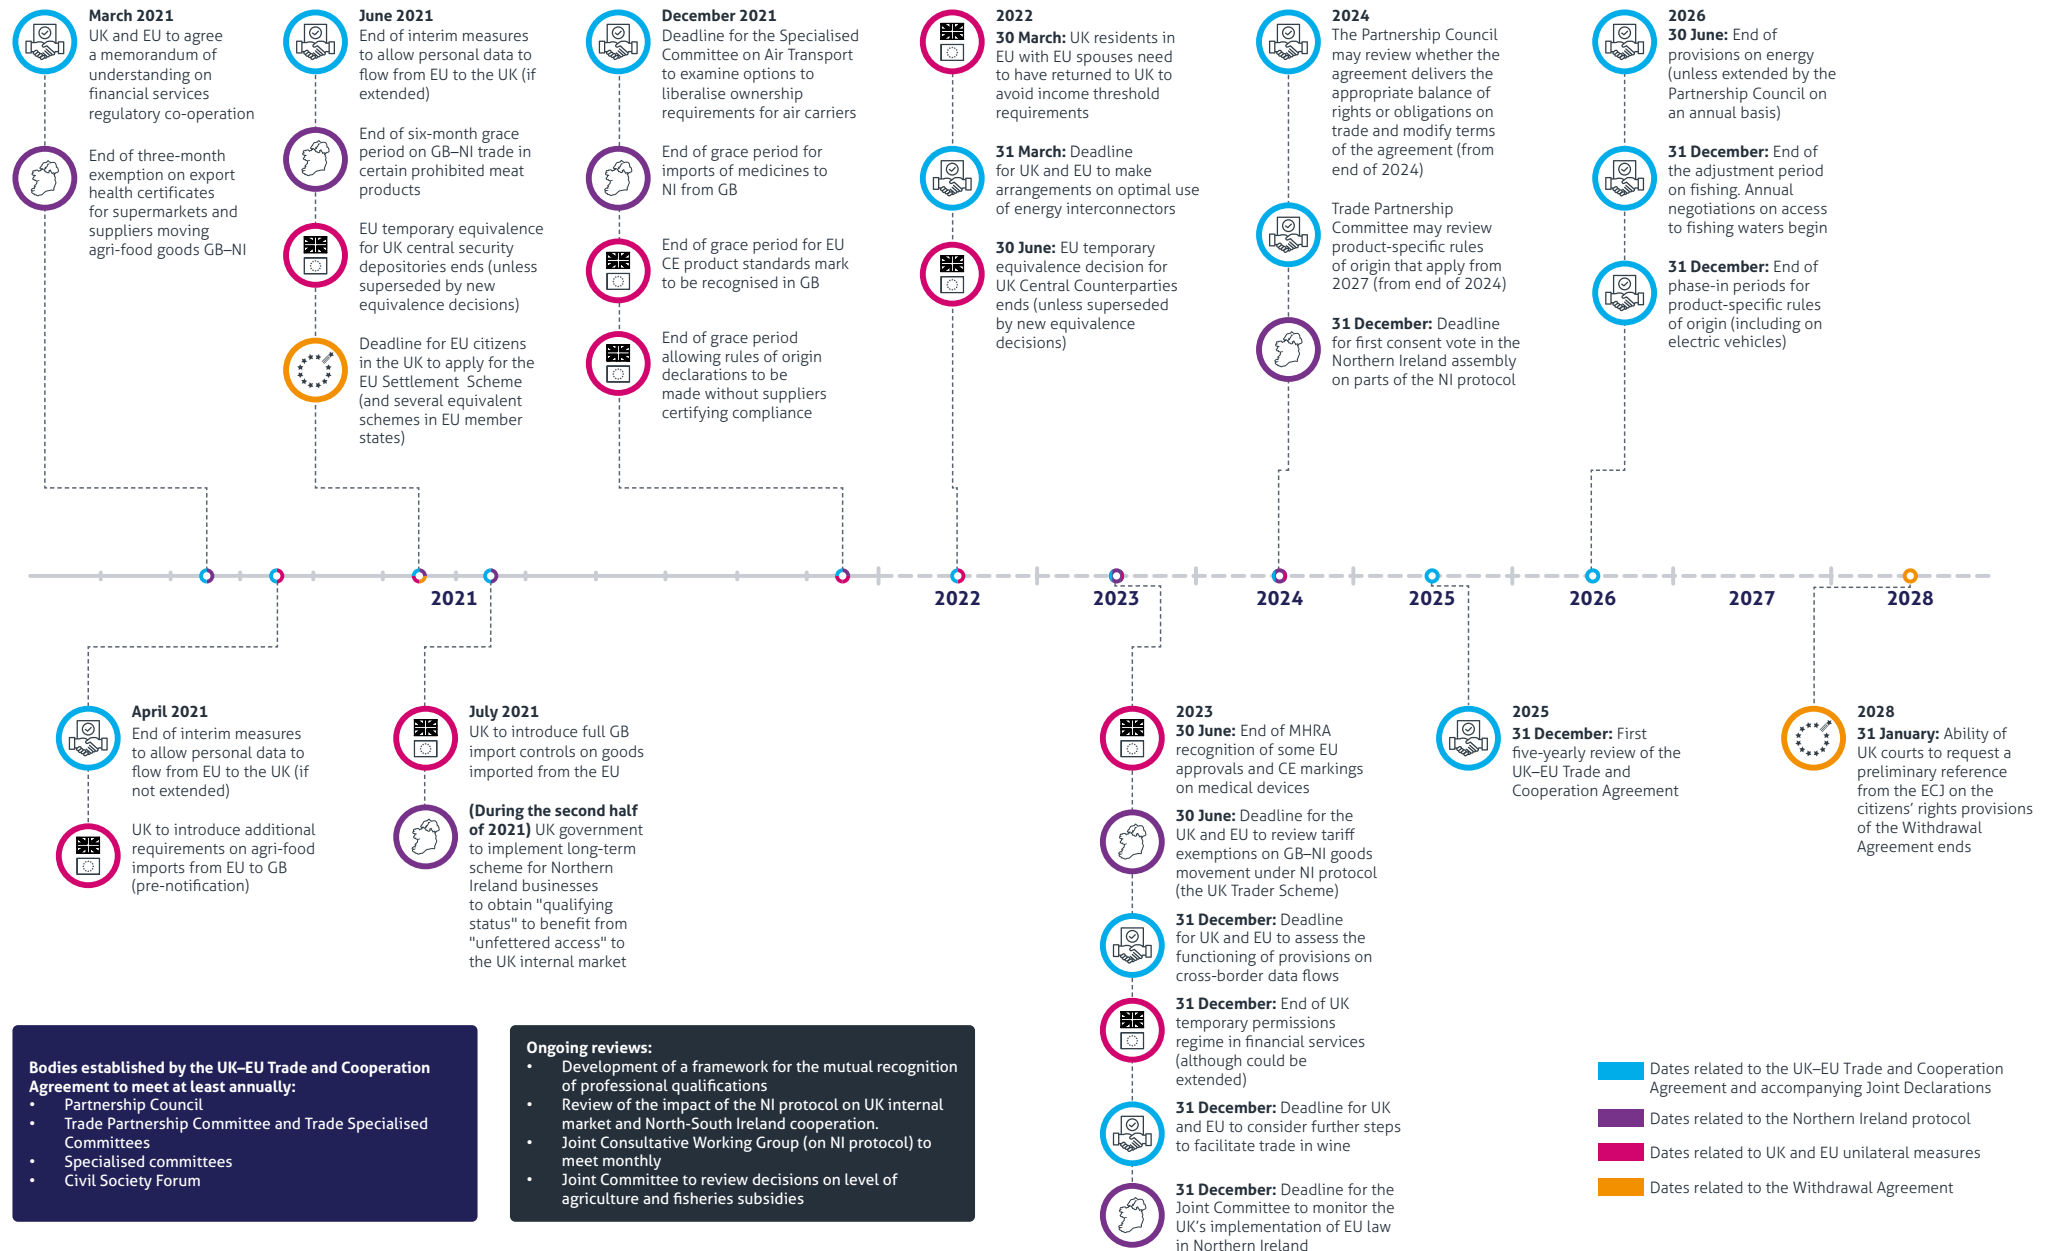 March 2021
UK and EU to agree
a memorandum of
understanding on
financial services
regulatory co-operation
End of three-month
exemption on export
health certificates
for supermarkets and
suppliers moving
agri-food goods GB–NI
June 2021
End of interim measures
to allow personal data to
flow from EU to the UK (if
extended)
End of six-month grace
period on GB–NI trade in
certain prohibited meat
products
EU temporary equivalence
for UK central security
depositories ends (unless
superseded by new
equivalence decisions)
Deadline for EU citizens
in the UK to apply for the
EU Settlement Scheme
(and several equivalent
schemes in EU member
states)
December 2021
Deadline for the Specialised
Committee on Air Transport
to examine options to
liberalise ownership
requirements for air carriers
End of grace period for
imports of medicines to
NI from GB
End of grace period for EU
CE product standards mark
to be recognised in GB
End of grace period
allowing rules of origin
declarations to be
made without suppliers
certifying compliance
2022
30 March: UK residents in
EU with EU spouses need
to have returned to UK to
avoid income threshold
requirements
31 March: Deadline
for UK and EU to make
arrangements on optimal use
of energy interconnectors
30 June: EU temporary
equivalence decision for
UK Central Counterparties
ends (unless superseded
by new equivalence
decisions)
2024
The Partnership Council
may review whether the
agreement delivers the
appropriate balance of
rights or obligations on
trade and modify terms
of the agreement (from
end of 2024)
Trade Partnership
Committee may review
product-specific rules
of origin that apply from
2027 (from end of 2024)
31 December: Deadline
for first consent vote in the
Northern Ireland assembly
on parts of the NI protocol
2026
30 June: End of
provisions on energy
(unless extended by the
Partnership Council on
an annual basis)
31 December: End of
the adjustment period
on fishing. Annual
negotiations on access
to fishing waters begin
31 December: End of
phase-in periods for
product-specific rules
of origin (including on
electric vehicles)
2021
2022
2023
2024
2025
2026
2027
2028
April 2021
End of interim measures
to allow personal data to
flow from EU to the UK (if
not extended)
UK to introduce additional
requirements on agri-food
imports from EU to GB
(pre-notification)
July 2021
UK to introduce full GB
import controls on goods
imported from the EU
(During the second half
of 2021) UK government
to implement long-term
scheme for Northern
Ireland businesses
to obtain "qualifying
status" to benefit from
"unfettered access" to
the UK internal market
2023
30 June: End of MHRA
recognition of some EU
approvals and CE markings
on medical devices
30 June: Deadline for the
UK and EU to review tariff
exemptions on GB–NI goods
movement under NI protocol
(the UK Trader Scheme)
31 December: Deadline
for UK and EU to assess the
functioning of provisions on
cross-border data flows
31 December: End of UK
temporary permissions
regime in financial services
(although could be
extended)
31 December: Deadline for UK
and EU to consider further steps
to facilitate trade in wine
31 December: Deadline for the
Joint Committee to monitor the
UK's implementation of EU law
in Northern Ireland
2025
31 December: First
five-yearly review of the
UK–EU Trade and
Cooperation Agreement
2028
31 January: Ability of
UK courts to request a
preliminary reference
from the ECJ on the
citizens' rights provisions
of the Withdrawal
Agreement ends
Bodies established by the UK–EU Trade and Cooperation
Agreement to meet at least annually:
• Partnership Council
• Trade Partnership Committee and Trade Specialised
Committees
• Specialised committees
• Civil Society Forum
Ongoing reviews:
• Development of a framework for the mutual recognition
of professional qualifications
• Review of the impact of the NI protocol on UK internal
market and North-South Ireland cooperation.
• Joint Consultative Working Group (on NI protocol) to
meet monthly
• Joint Committee to review decisions on level of
agriculture and fisheries subsidies
Dates related to the UK–EU Trade and Cooperation
Agreement and accompanying Joint Declarations
Dates related to the Northern Ireland protocol
Dates related to UK and EU unilateral measures
Dates related to the Withdrawal Agreement